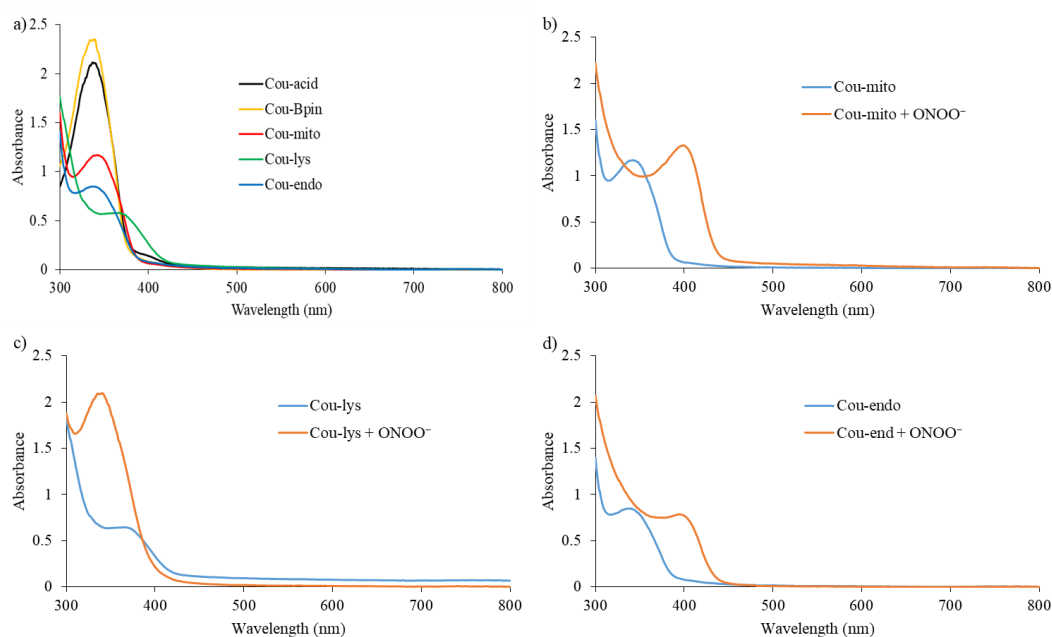 a)
2.5
2
1.5
1
0.5
0
Absorbance
300 400 500 600 700 800
Wavelength (nm)
Cou-acid
Cou-Bpin
Cou-mito
Cou-lys
Cou-endo
b)
2.5
2
1.5
1
0.5
0
Absorbance
300 400 500 600 700 800
Wavelength (nm)
Cou-mito
Cou-mito + ONOO⁻
c)
2.5
2
1.5
1
0.5
0
Absorbance
300 400 500 600 700 800
Wavelength (nm)
Cou-lys
Cou-lys + ONOO⁻
d)
2.5
2
1.5
1
0.5
0
Absorbance
300 400 500 600 700 800
Wavelength (nm)
Cou-endo
Cou-end + ONOO⁻